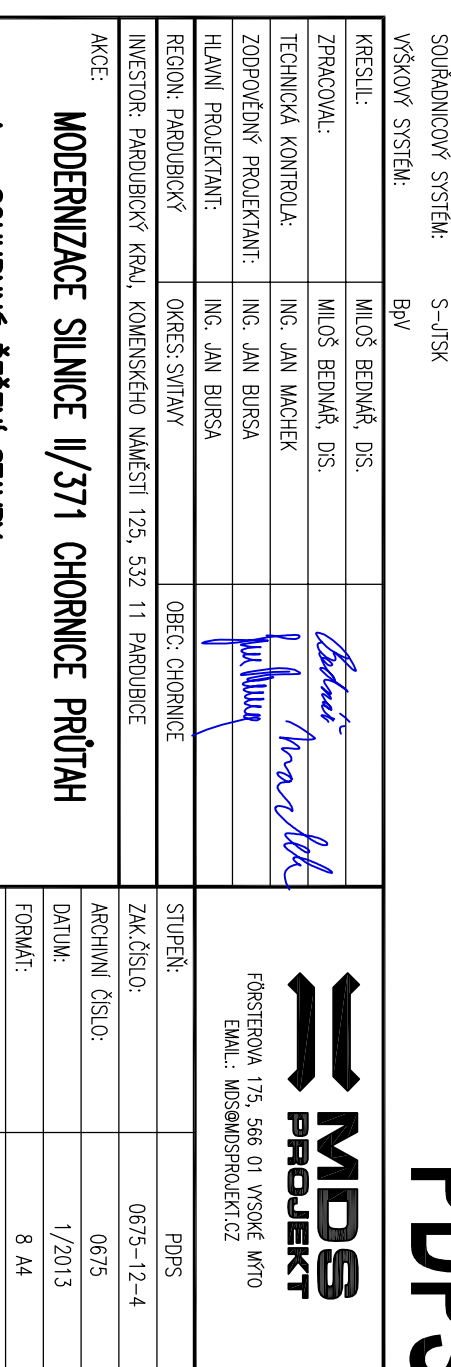 SOUŘADNICOVÝ SYSTÉM: S-JTSK
VÝŠKOVÝ SYSTÉM: BpV
PDPS
KRESLIL: MILOŠ BEDNÁŘ, DiS.
ZPRACOVAL: MILOŠ BEDNÁŘ, DiS. Bednář
TECHNICKÁ KONTROLA: ING. JAN MACHEK Machek
ZODPOVĚDNÝ PROJEKTANT: ING. JAN BURSA
HLAVNÍ PROJEKTANT: ING. JAN BURSA
MDS
PROJEKT
FÖRSTEROVA 175, 566 01 VYSOKÉ MÝTO
EMAIL.: MDS@MDSPROJEKT.CZ
REGION: PARDUBICKÝ OKRES: SVITAVY OBEC: CHORNICE
INVESTOR: PARDUBICKÝ KRAJ, KOMENSKÉHO NÁMĚSTÍ 125, 532 11 PARDUBICE
AKCE: MODERNIZACE SILNICE II/371 CHORNICE PRŮTAH
STUPEŇ: PDPS
ZAK.ČÍSLO: 0675-12-4
ARCHIVNÍ ČÍSLO: 0675
DATUM: 1/2013
FORMÁT: 8 A4